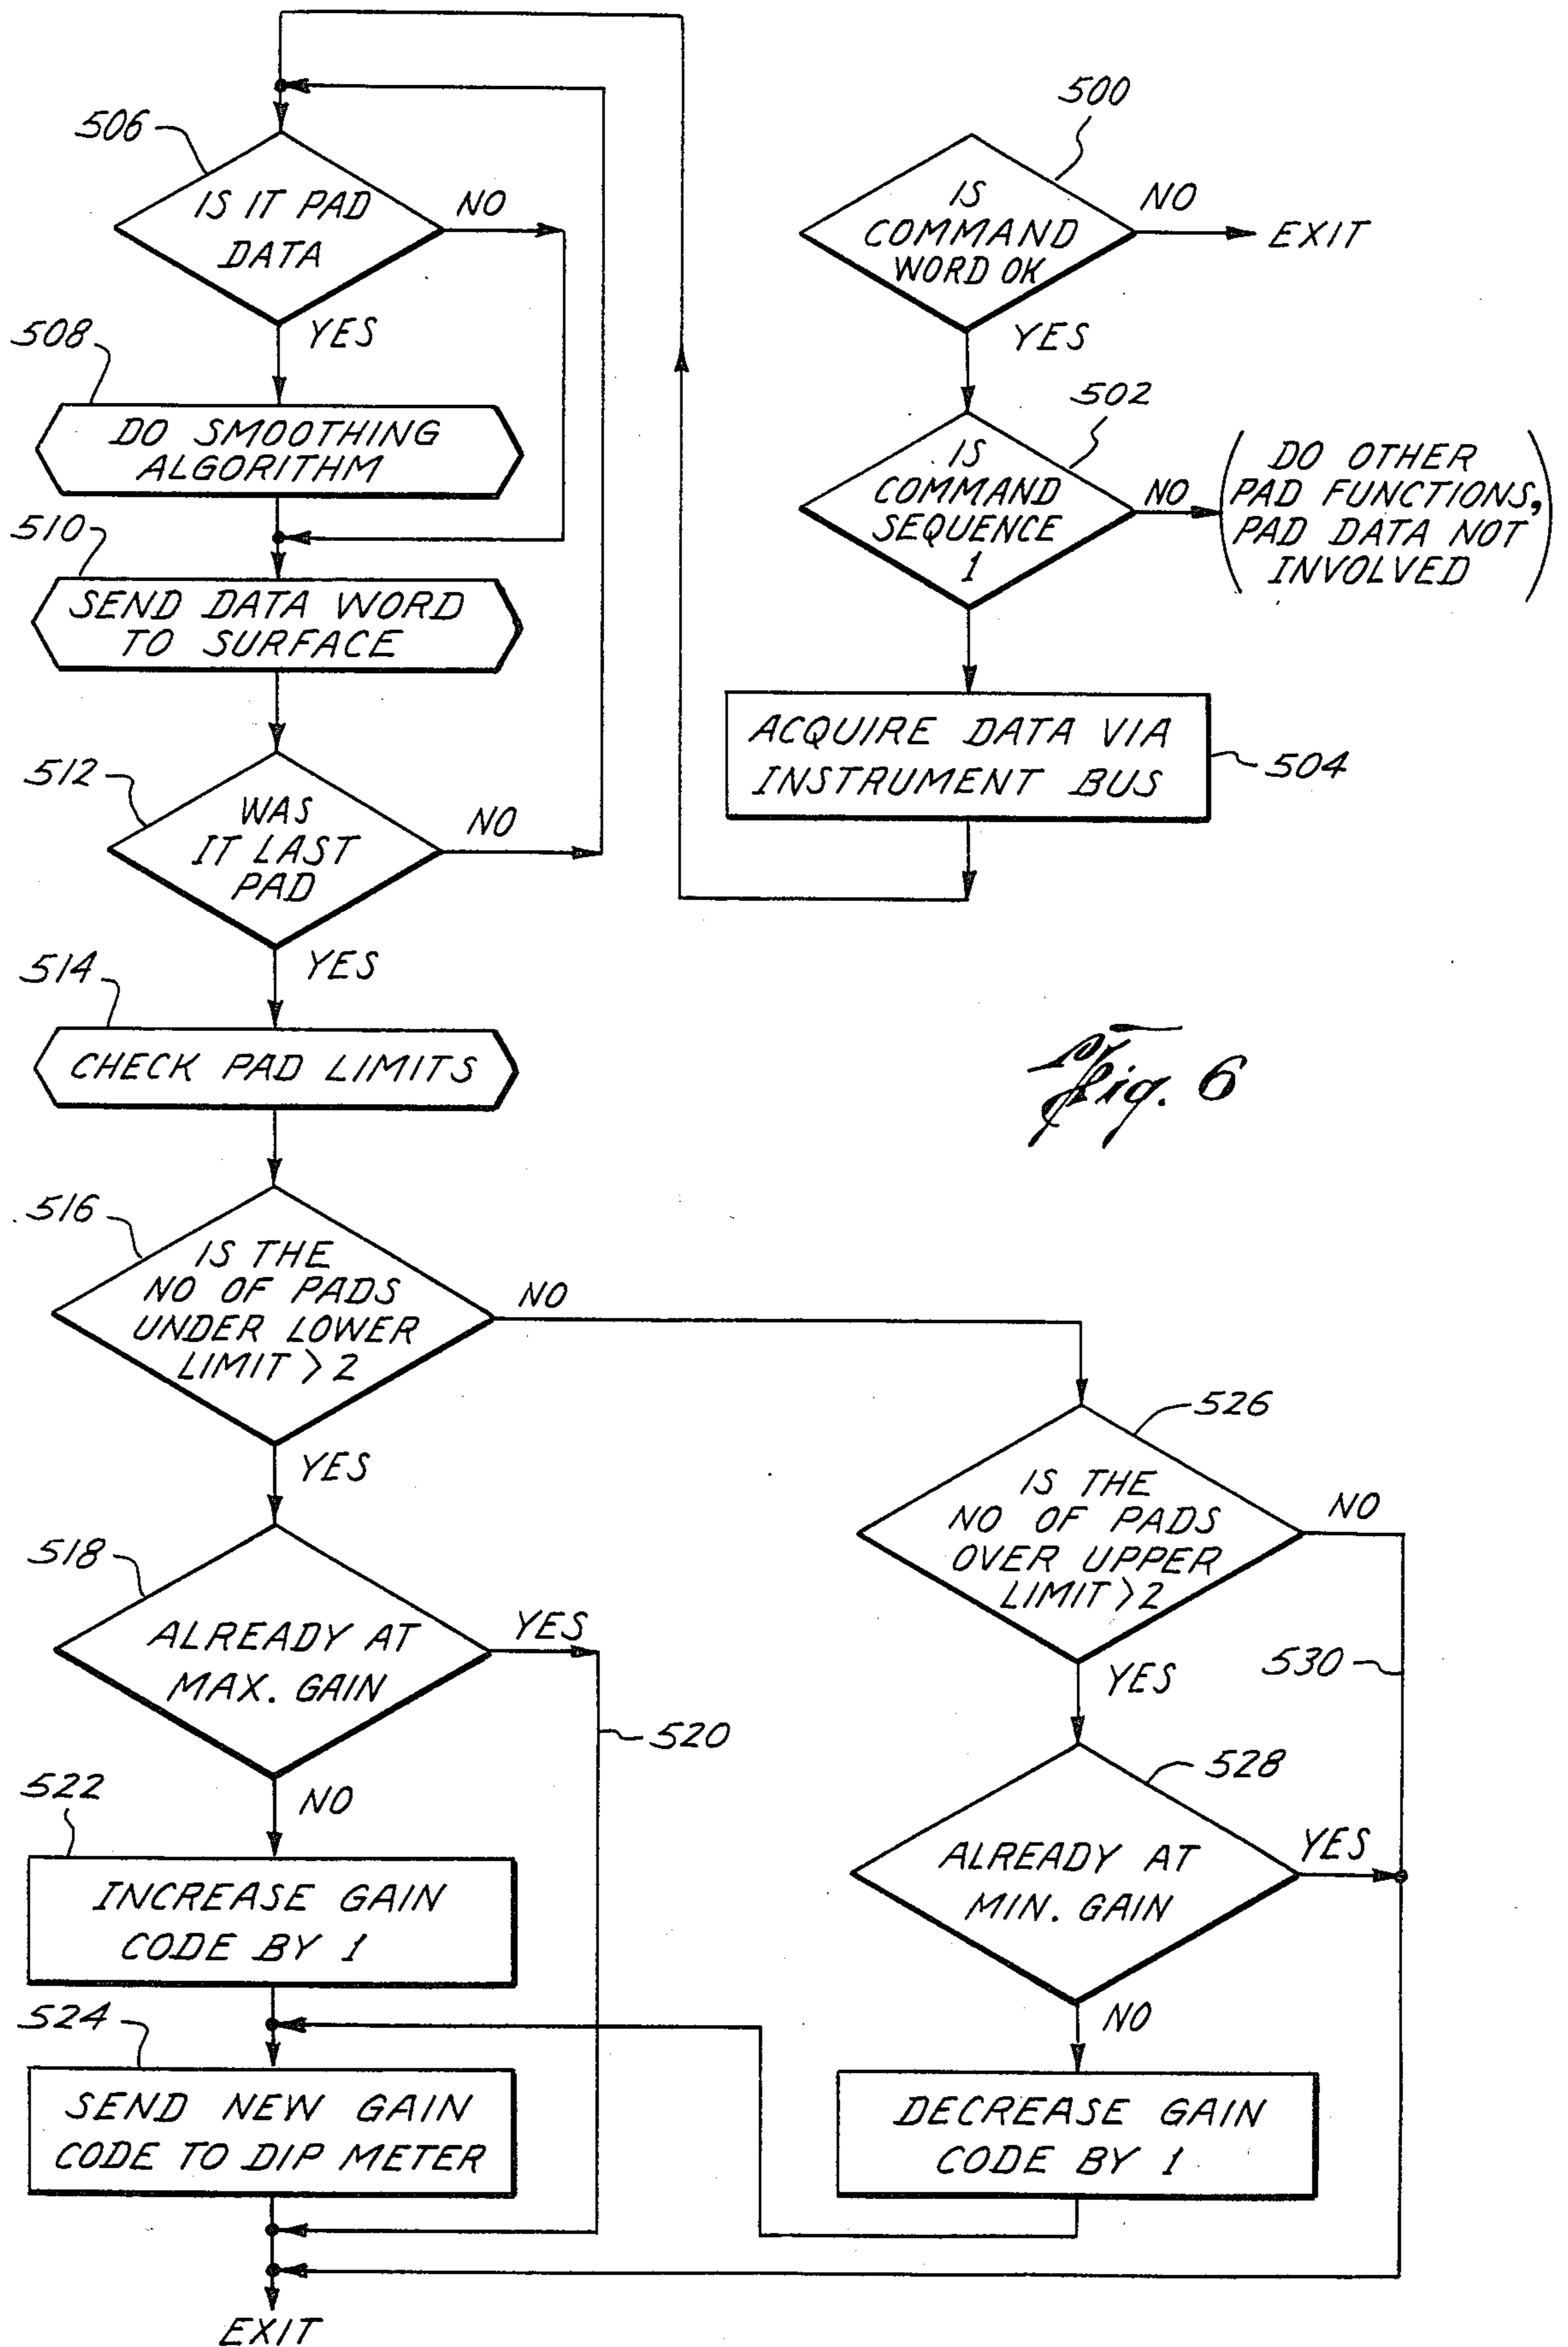 500
IS
COMMAND
WORD OK
NO
EXIT
YES
502
IS
COMMAND
SEQUENCE
1
NO
(DO OTHER
PAD FUNCTIONS,
PAD DATA NOT
INVOLVED)
ACQUIRE DATA VIA
INSTRUMENT BUS
504
506
IS IT PAD
DATA
NO
YES
508
DO SMOOTHING
ALGORITHM
510
SEND DATA WORD
TO SURFACE
512
WAS
IT LAST
PAD
NO
YES
514
CHECK PAD LIMITS
Fig. 6
516
IS THE
NO OF PADS
UNDER LOWER
LIMIT > 2
NO
YES
518
ALREADY AT
MAX. GAIN
YES
520
NO
522
INCREASE GAIN
CODE BY 1
524
SEND NEW GAIN
CODE TO DIP METER
EXIT
526
IS THE
NO OF PADS
OVER UPPER
LIMIT > 2
NO
530
YES
528
ALREADY AT
MIN. GAIN
YES
NO
DECREASE GAIN
CODE BY 1